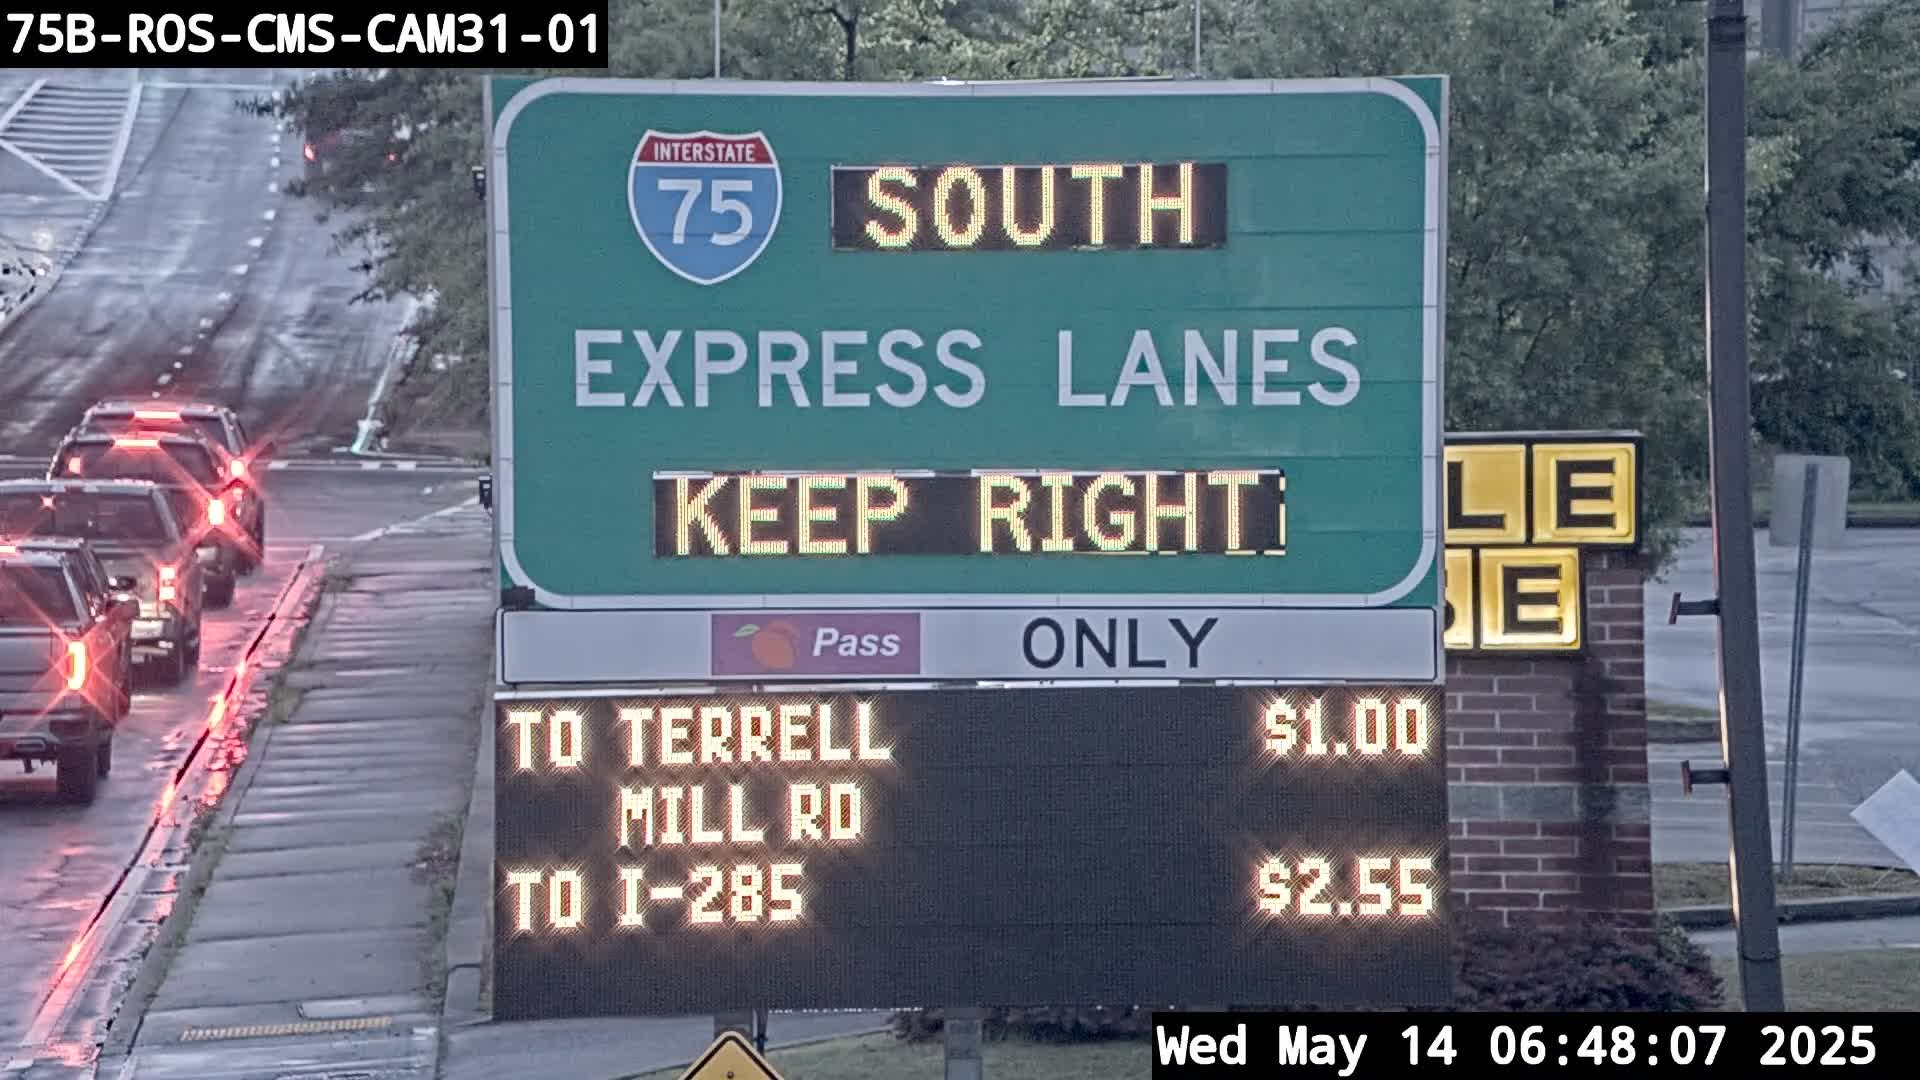 75B-ROS-CMS-CAM31-01
INTERSTATE
75
SOUTH
EXPRESS LANES
KEEP RIGHT
Pass ONLY
TO TERRELL $1.00
MILL RD
TO I-285 $2.55
LE
E
Wed May 14 06:48:07 2025